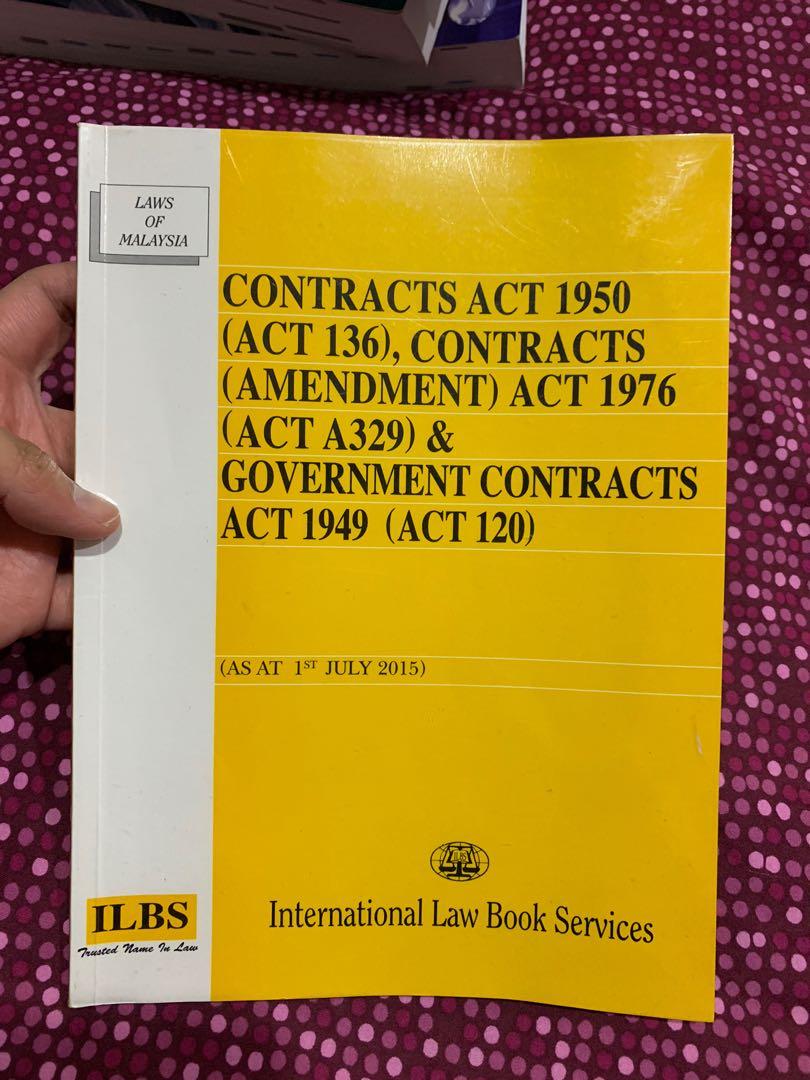 LAWS
OF
MALAYSIA
CONTRACTS ACT 1950
(ACT 136), CONTRACTS
(AMENDMENT) ACT 1976
(ACT A329) &
GOVERNMENT CONTRACTS
ACT 1949 (ACT 120)
(AS AT 1ST JULY 2015)
ILBS
International Law Book Services
ILBS
Trusted Name In Law